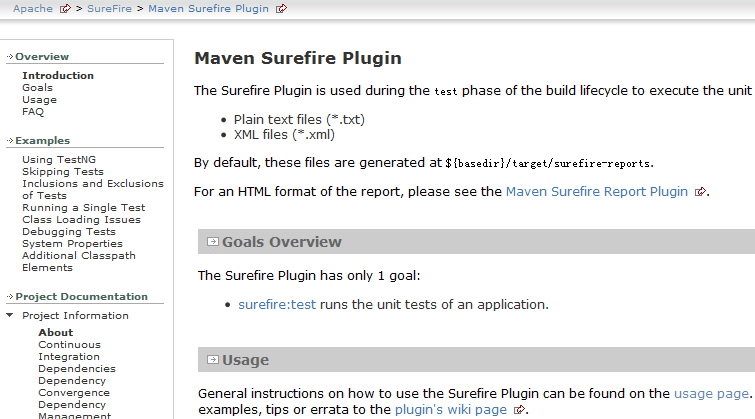 Apache > SureFire > Maven Surefire Plugin
Overview
Introduction
Goals
Usage
FAQ
Examples
Using TestNG
Skipping Tests
Inclusions and Exclusions
of Tests
Running a Single Test
Class Loading Issues
Debugging Tests
System Properties
Additional Classpath
Elements
Project Documentation
Project Information
About
Continuous
Integration
Dependencies
Dependency
Convergence
Dependency
Management
Maven Surefire Plugin
The Surefire Plugin is used during the test phase of the build lifecycle to execute the unit
• Plain text files (*.txt)
• XML files (*.xml)
By default, these files are generated at ${basedir}/target/surefire-reports.
For an HTML format of the report, please see the Maven Surefire Report Plugin .
Goals Overview
The Surefire Plugin has only 1 goal:
• surefire:test runs the unit tests of an application.
Usage
General instructions on how to use the Surefire Plugin can be found on the usage page.
examples, tips or errata to the plugin's wiki page .